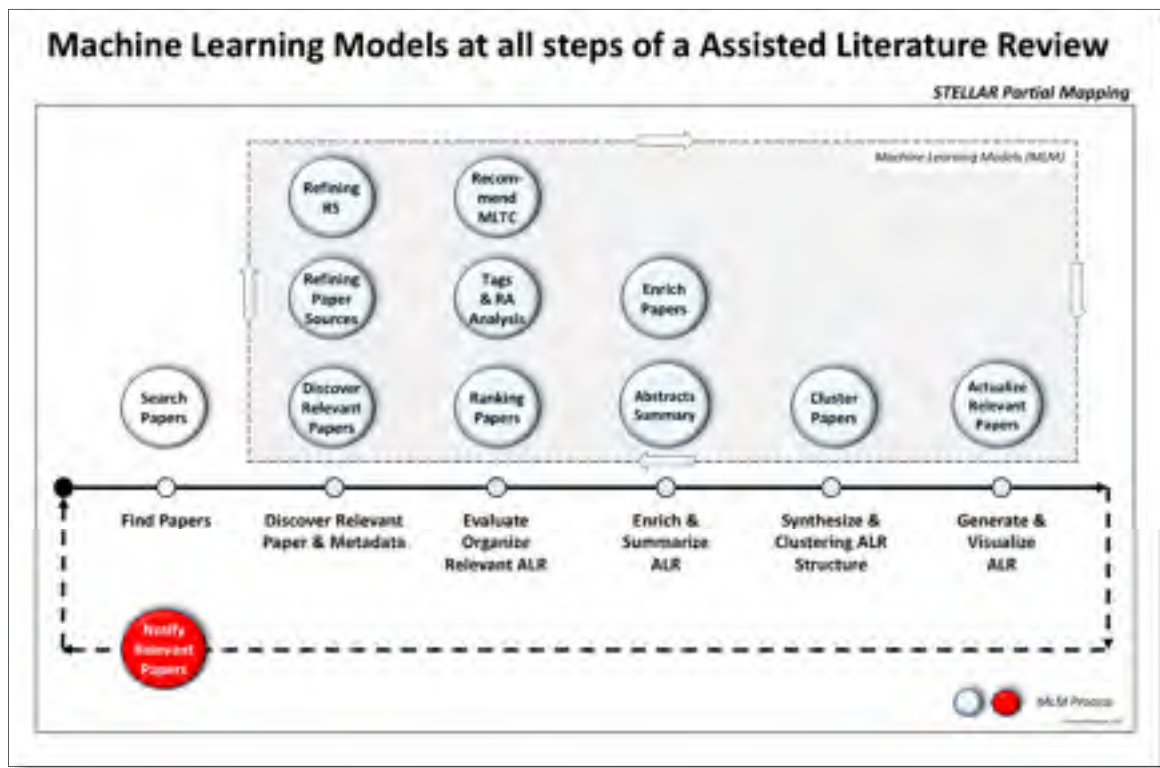 Machine Learning Models at all steps of a Assisted Literature Review
STELLAR Partial Mapping
Machine Learning Models (MLM)
Refining
RS
Recom-
mend
MLTC
Refining
Paper
Sources
Tags
& RA
Analysis
Enrich
Papers
Search
Papers
Discover
Relevant
Papers
Ranking
Papers
Abstracts
Summary
Cluster
Papers
Actualize
Relevant
Papers
Find Papers
Discover Relevant
Paper & Metadata
Evaluate
Organize
Relevant ALR
Enrich &
Summarize
ALR
Synthesize &
Clustering ALR
Structure
Generate &
Visualize
ALR
Notify
Relevant
Papers
MLM Process